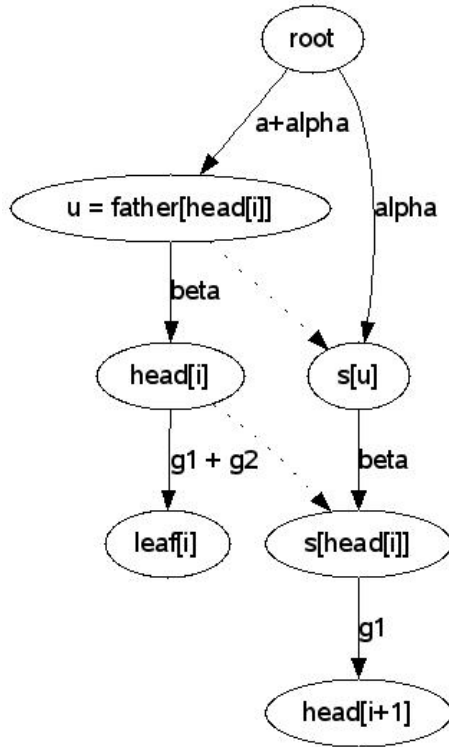 root
a+alpha
u = father[head[i]]
alpha
beta
head[i]
s[u]
g1 + g2
beta
leaf[i]
s[head[i]]
g1
head[i+1]